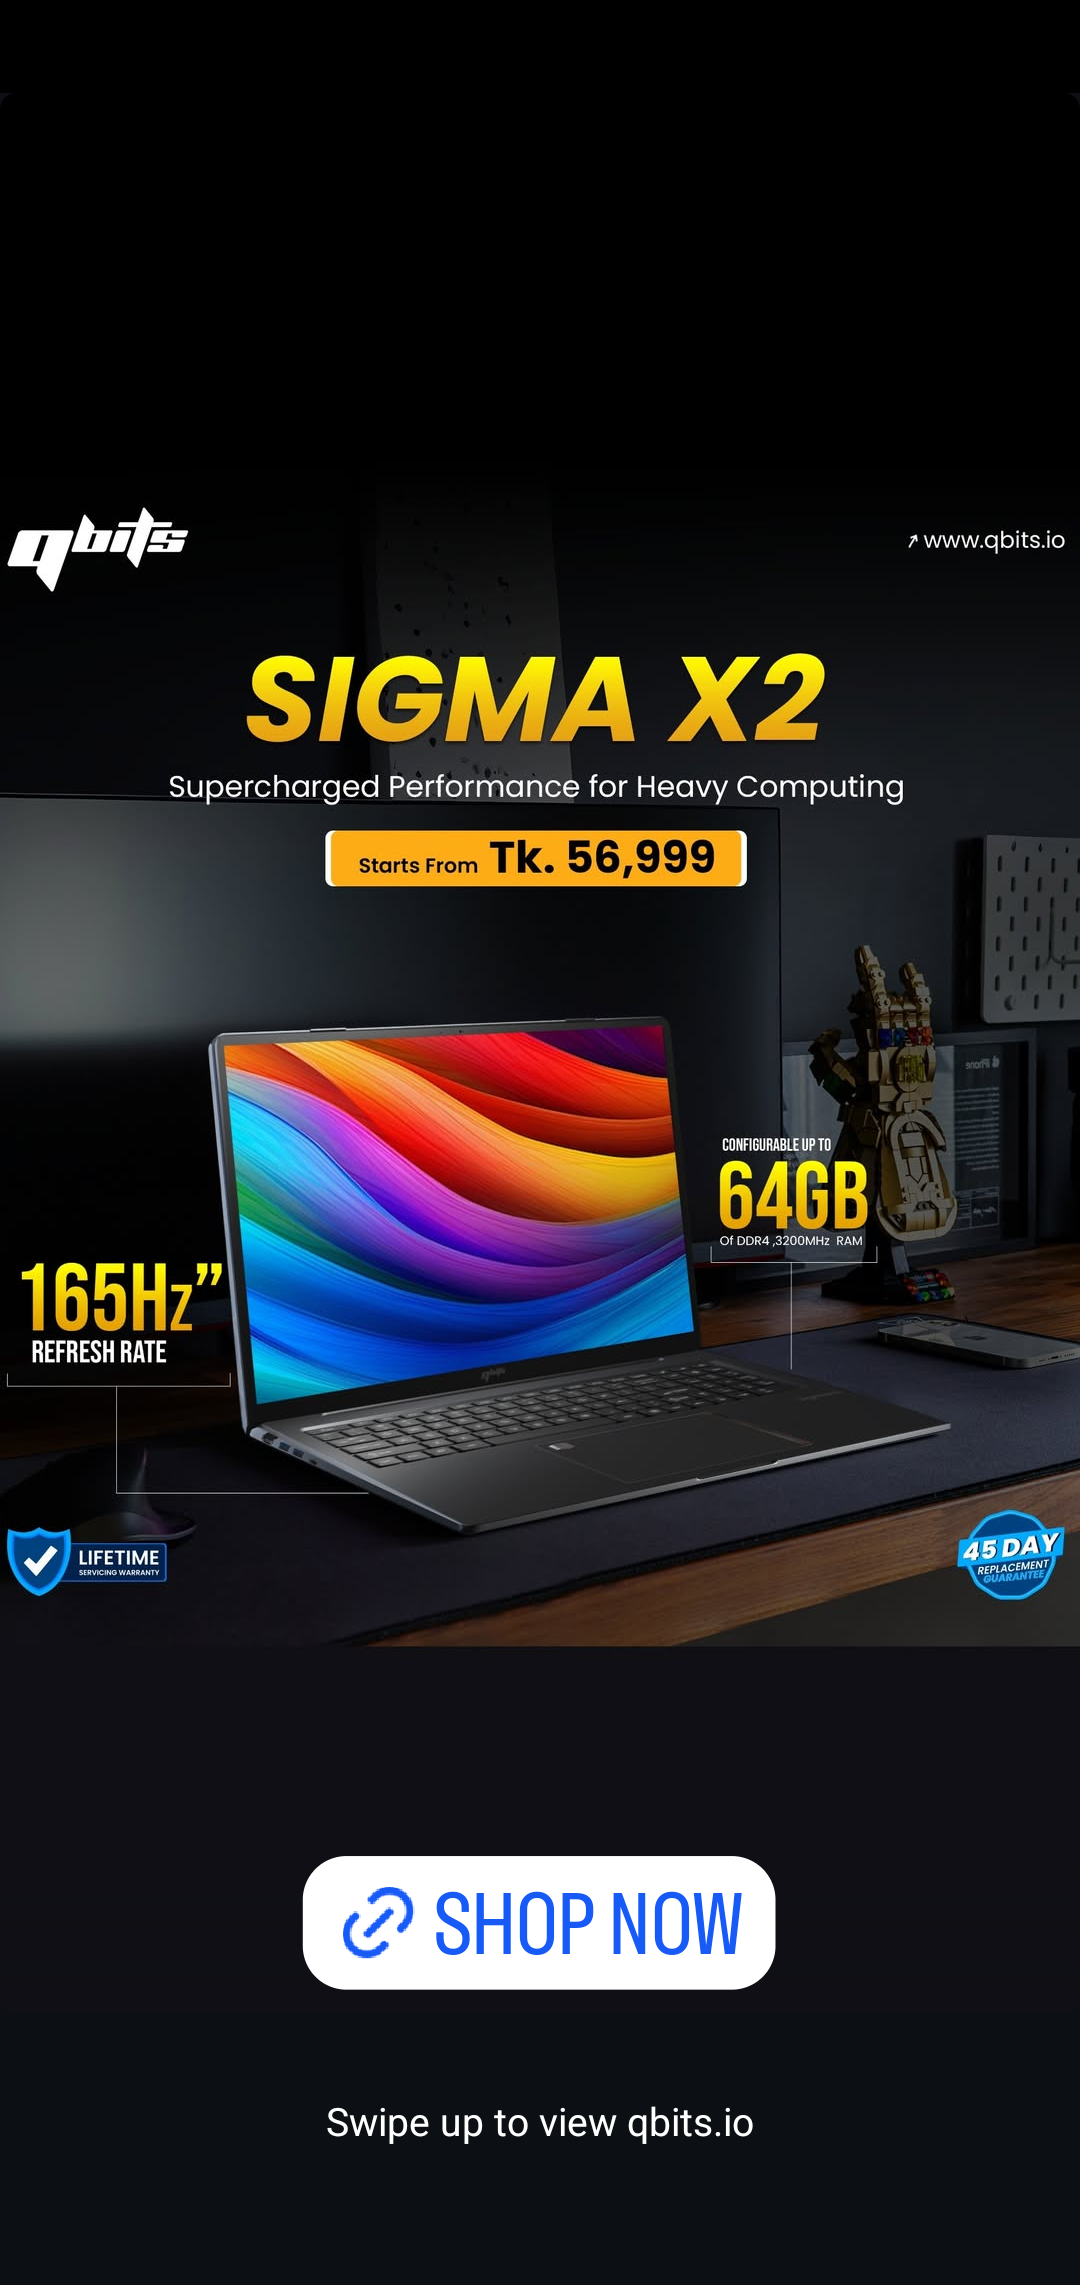 qbits
↗ www.qbits.io
SIGMA X2
Supercharged Performance for Heavy Computing
Starts From Tk. 56,999
CONFIGURABLE UP TO
64GB
Of DDR4 ,3200MHz RAM
165Hz”
REFRESH RATE
iPhone
qbits
LIFETIME
SERVICING WARRANTY
45 DAY
REPLACEMENT
GUARANTEE
SHOP NOW
Swipe up to view qbits.io